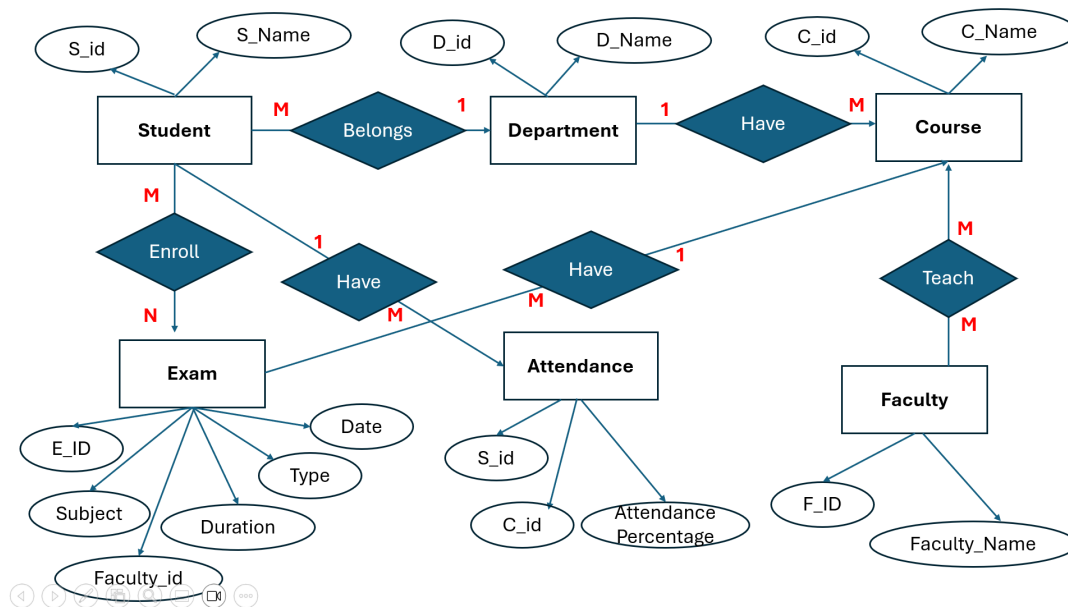 S_id
S_Name
D_id
D_Name
C_id
C_Name
Student
M
Belongs
1
Department
1
Have
M
Course
M
Enroll
N
1
Have
M
Have
1
M
M
Teach
M
Exam
Attendance
Faculty
E_ID
Subject
Faculty_id
Duration
Type
Date
S_id
C_id
Attendance
Percentage
F_ID
Faculty_Name